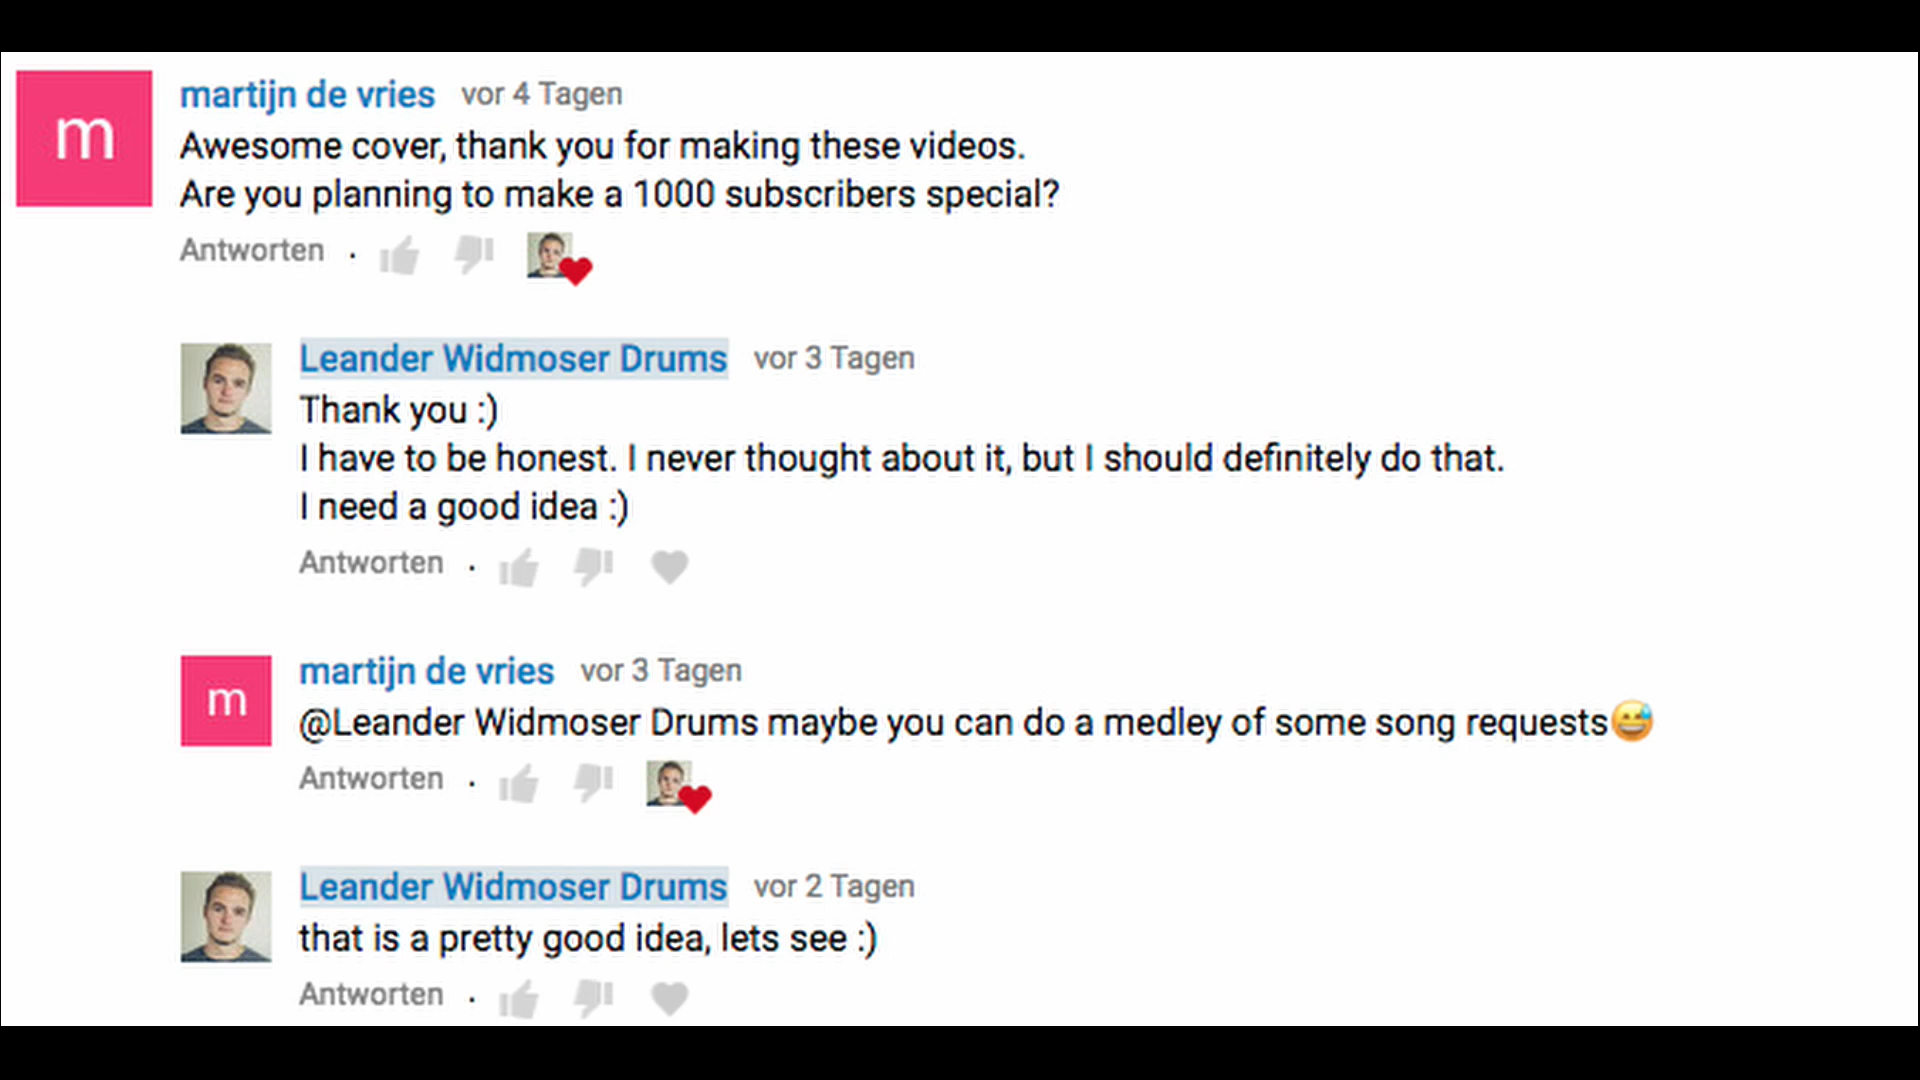 m
martijn de vries vor 4 Tagen
Awesome cover, thank you for making these videos.
Are you planning to make a 1000 subscribers special?
Antworten ·
Leander Widmoser Drums vor 3 Tagen
Thank you :)
I have to be honest. I never thought about it, but I should definitely do that.
I need a good idea :)
Antworten ·
m
martijn de vries vor 3 Tagen
@Leander Widmoser Drums maybe you can do a medley of some song requests😅
Antworten ·
Leander Widmoser Drums vor 2 Tagen
that is a pretty good idea, lets see :)
Antworten ·